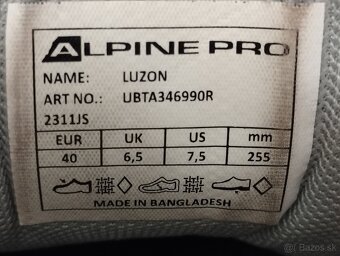 ALPINE PRO
NAME: LUZON
ART NO.: UBTA346990R
2311JS
EUR UK US mm
40 6,5 7,5 255
MADE IN BANGLADESH
Bazos.sk